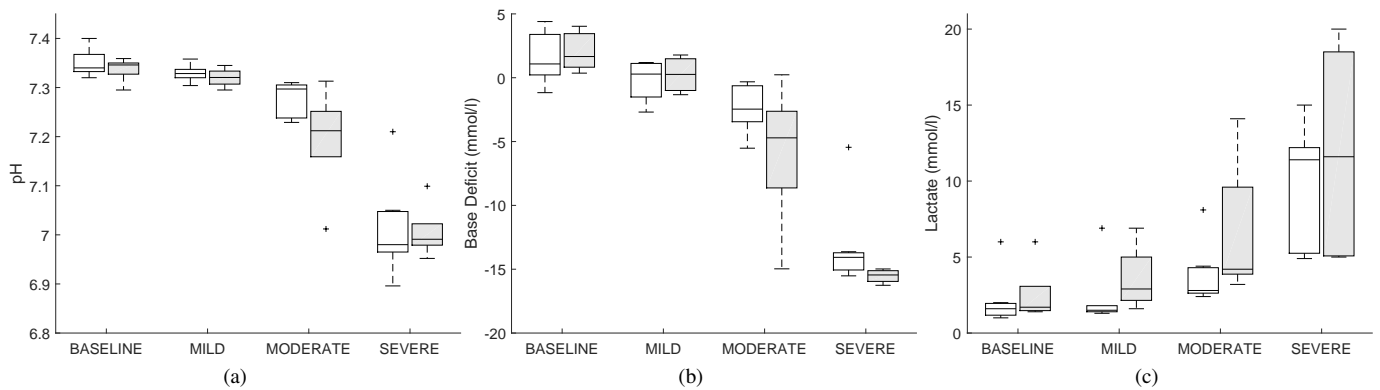 pH
7.4
7.3
7.2
7.1
7
6.9
6.8
BASELINE MILD MODERATE SEVERE
(a)
Base Deficit (mmol/l)
5
0
-5
-10
-15
-20
BASELINE MILD MODERATE SEVERE
(b)
Lactate (mmol/l)
20
15
10
5
0
BASELINE MILD MODERATE SEVERE
(c)